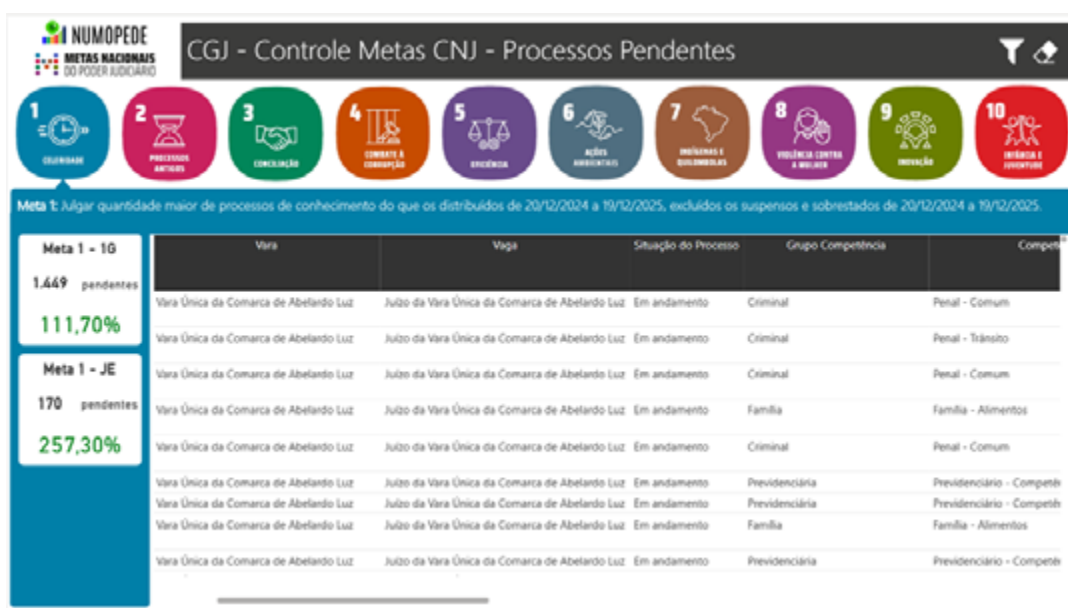 NUMOPEDE
METAS NACIONAIS
DO PODER JUDICIÁRIO
CGJ - Controle Metas CNJ - Processos Pendentes
1
CELERIDADE
2
PROCESSOS
ANTIGOS
3
CONCILIAÇÃO
4
COMBATE À
CORRUPÇÃO
5
EFICIÊNCIA
6
AÇÕES
AMBIENTAIS
7
INDÍGENAS E
QUILOMBOLAS
8
VIOLÊNCIA CONTRA
A MULHER
9
INOVAÇÃO
10
INFÂNCIA E
JUVENTUDE
Meta 1: Julgar quantidade maior de processos de conhecimento do que os distribuídos de 20/12/2024 a 19/12/2025, excluídos os suspensos e sobrestados de 20/12/2024 a 19/12/2025.
Meta 1 - 1G
1.449 pendentes
111,70%
Meta 1 - JE
170 pendentes
257,30%
Vara Vaga Situação do Processo Grupo Competência Compet
Vara Única da Comarca de Abelardo Luz Juízo da Vara Única da Comarca de Abelardo Luz Em andamento Criminal Penal - Comum
Vara Única da Comarca de Abelardo Luz Juízo da Vara Única da Comarca de Abelardo Luz Em andamento Criminal Penal - Trânsito
Vara Única da Comarca de Abelardo Luz Juízo da Vara Única da Comarca de Abelardo Luz Em andamento Criminal Penal - Comum
Vara Única da Comarca de Abelardo Luz Juízo da Vara Única da Comarca de Abelardo Luz Em andamento Família Família - Alimentos
Vara Única da Comarca de Abelardo Luz Juízo da Vara Única da Comarca de Abelardo Luz Em andamento Criminal Penal - Comum
Vara Única da Comarca de Abelardo Luz Juízo da Vara Única da Comarca de Abelardo Luz Em andamento Previdenciária Previdenciário - Competên
Vara Única da Comarca de Abelardo Luz Juízo da Vara Única da Comarca de Abelardo Luz Em andamento Previdenciária Previdenciário - Competên
Vara Única da Comarca de Abelardo Luz Juízo da Vara Única da Comarca de Abelardo Luz Em andamento Família Família - Alimentos
Vara Única da Comarca de Abelardo Luz Juízo da Vara Única da Comarca de Abelardo Luz Em andamento Previdenciária Previdenciário - Competên